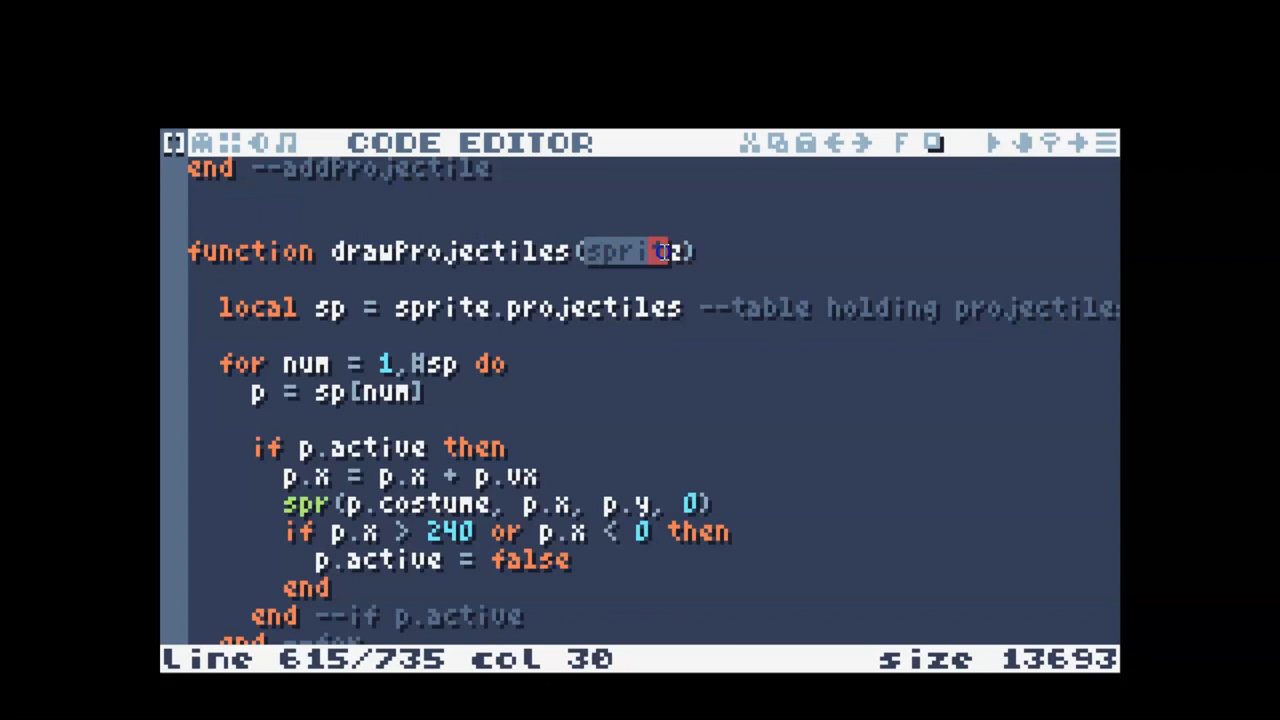 CODE EDITOR F
end --addProjectile
function drawProjectiles(sprite)
local sp = sprite.projectiles --table holding projectiles
for num = 1,#sp do
p = sp[num]
if p.active then
p.x = p.x + p.vx
spr(p.costume, p.x, p.y, 0)
if p.x > 240 or p.x < 0 then
p.active = false
end
end --if p.active
end --for
line 615/735 col 30 size 13693